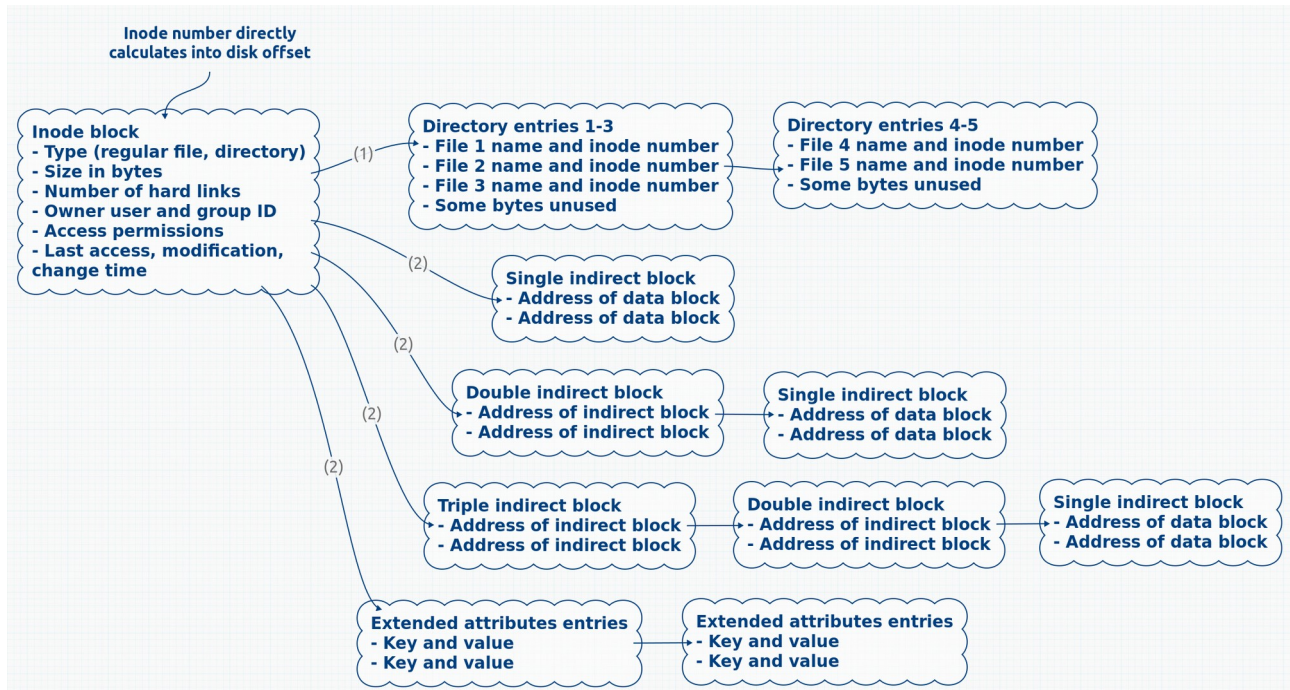 Inode number directly
calculates into disk offset
Inode block
- Type (regular file, directory)
- Size in bytes
- Number of hard links
- Owner user and group ID
- Access permissions
- Last access, modification,
change time
(1)
Directory entries 1-3
- File 1 name and inode number
- File 2 name and inode number
- File 3 name and inode number
- Some bytes unused
Directory entries 4-5
- File 4 name and inode number
- File 5 name and inode number
- Some bytes unused
(2)
Single indirect block
- Address of data block
- Address of data block
(2)
Double indirect block
- Address of indirect block
- Address of indirect block
Single indirect block
- Address of data block
- Address of data block
(2)
Triple indirect block
- Address of indirect block
- Address of indirect block
Double indirect block
- Address of indirect block
- Address of indirect block
Single indirect block
- Address of data block
- Address of data block
(2)
Extended attributes entries
- Key and value
- Key and value
Extended attributes entries
- Key and value
- Key and value